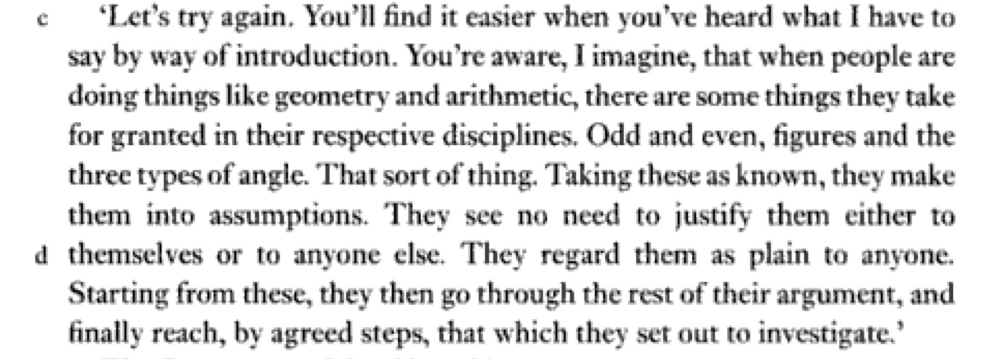 c ‘Let’s try again. You’ll find it easier when you’ve heard what I have to
say by way of introduction. You’re aware, I imagine, that when people are
doing things like geometry and arithmetic, there are some things they take
for granted in their respective disciplines. Odd and even, figures and the
three types of angle. That sort of thing. Taking these as known, they make
them into assumptions. They see no need to justify them either to
d themselves or to anyone else. They regard them as plain to anyone.
Starting from these, they then go through the rest of their argument, and
finally reach, by agreed steps, that which they set out to investigate.’